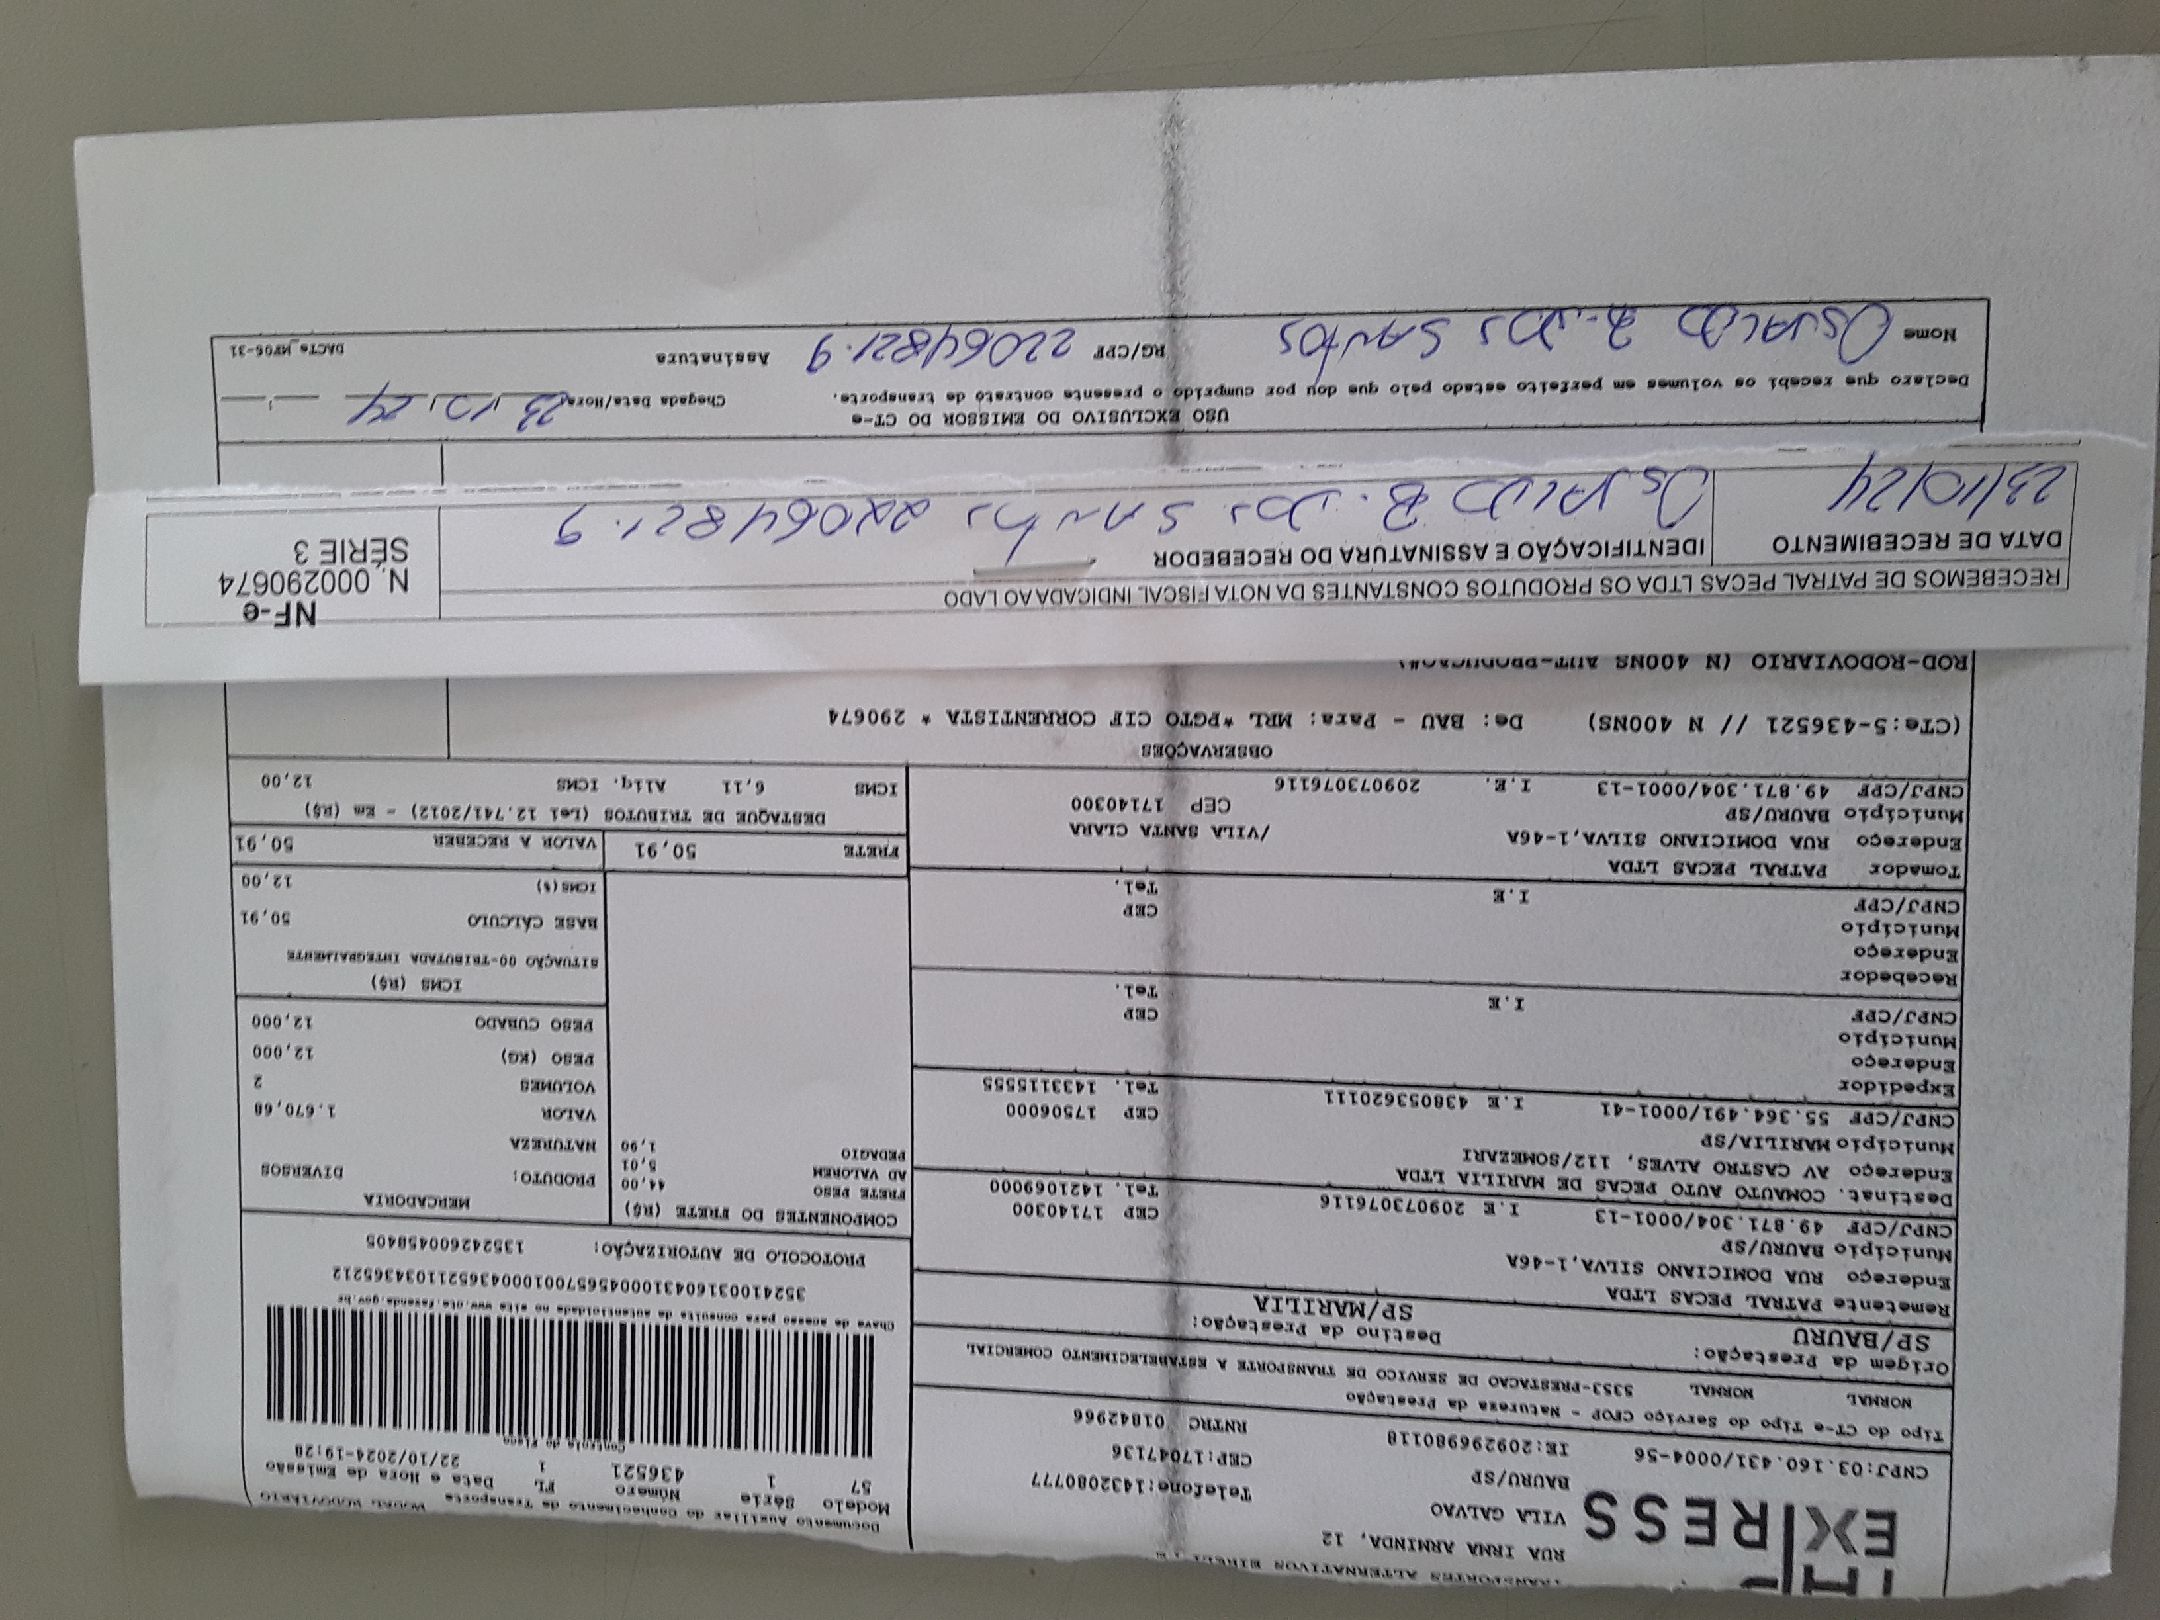 EXPRESS
RUA IRMA ARMINDA, 12
VILA GALVAO
BAURU/SP
Telefone:1432080777
CEP:17047136
CNPJ:03.160.431/0004-56 IE:209296980118 RNTRC 01842966
Documento Auxiliar do Conhecimento de Transporte MODAL RODOVIÁRIO
Modelo Série Número FL Data e Hora de Emissão
57 1 436521 1 22/10/2024-19:28
Controle do Fisco
Tipo do CT-e Tipo do Serviço CFOP - Natureza da Prestação
NORMAL NORMAL 5353-PRESTACAO DE SERVICO DE TRANSPORTE A ESTABELECIMENTO COMERCIAL
Origem da Prestação: Destino da Prestação:
SP/BAURU SP/MARILIA
Chave de acesso para consulta de autenticidade no site www.cte.fazenda.gov.br
PROTOCOLO DE AUTORIZAÇÃO: 135242600458405
Remetente PATRAL PECAS LTDA
Endereço RUA DOMICIANO SILVA,1-46A
Município BAURU/SP CEP 17140300
CNPJ/CPF 49.871.304/0001-13 I.E 209073076116 Tel. 1421069000
Destinat. COMAUTO AUTO PECAS DE MARILIA LTDA
Endereço AV CASTRO ALVES, 112/SOMEZARI
Município MARILIA/SP CEP 17506000
CNPJ/CPF 55.364.491/0001-41 I.E 438053620111 Tel. 1433115555
Expedidor
Endereço
Município CEP
CNPJ/CPF I.E Tel.
Recebedor
Endereço
Município CEP
CNPJ/CPF I.E Tel.
Tomador PATRAL PECAS LTDA
Endereço RUA DOMICIANO SILVA,1-46A /VILA SANTA CLARA
Município BAURU/SP CEP 17140300
CNPJ/CPF 49.871.304/0001-13 I.E. 209073076116
COMPONENTES DO FRETE (R$)
FRETE PESO 44,00
AD VALOREM 5,01
PEDAGIO 1,90
MERCADORIA
PRODUTO: DIVERSOS
NATUREZA
VALOR 1.670,68
VOLUMES 2
PESO (KG) 12,000
PESO CUBADO 12,000
ICMS (R$)
SITUAÇÃO 00-TRIBUTADA INTEGRALMENTE
BASE CÁLCULO 50,91
ICMS(%) 12,00
FRETE 50,91 VALOR A RECEBER 50,91
DESTAQUE DE TRIBUTOS (Lei 12.741/2012) - Em (R$)
ICMS 6,11 Aliq. ICMS 12,00
OBSERVAÇÕES
(CTe:5-436521 // N 400NS) De: BAU - Para: MRL *PGTO CIF CORRENTISTA * 290674
ROD-RODOVIARIO (N 400NS AUT-PRODUCAO#)
RECEBEMOS DE PATRAL PECAS LTDA OS PRODUTOS CONSTANTES DA NOTA FISCAL INDICADA AO LADO
DATA DE RECEBIMENTO IDENTIFICAÇÃO E ASSINATURA DO RECEBEDOR
23/10/24 OSVALDO B. DOS SANTOS 22064821-9
NF-e
N. 000290674
SÉRIE 3
USO EXCLUSIVO DO EMISSOR DO CT-e
Declaro que recebi os volumes em perfeito estado pelo que dou por cumprido o presente contrato de transporte. Chegada Data/Hora 23/10/24
Nome OSVALDO B. DOS SANTOS RG/CPF 22064821-9 Assinatura DACTe_MF06-31